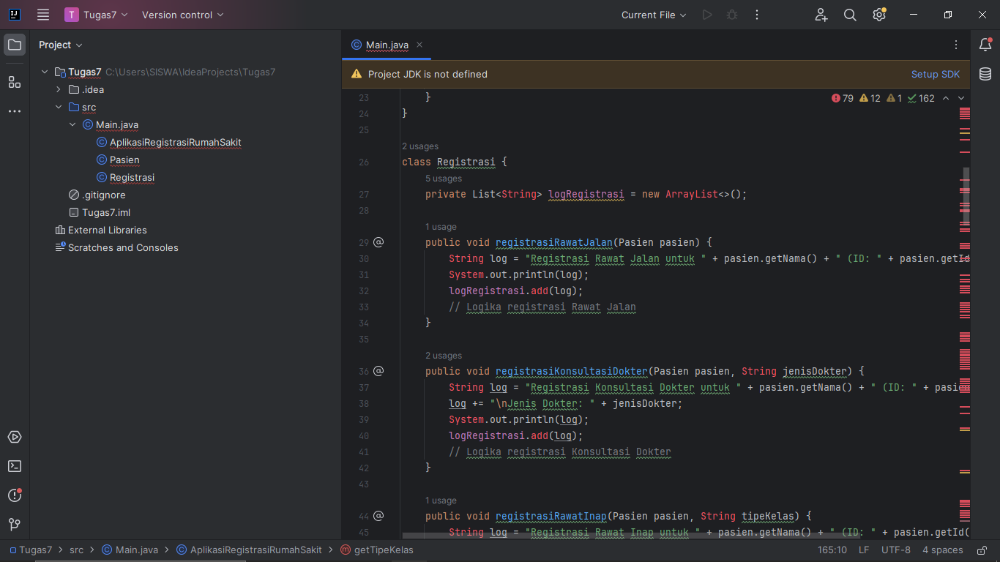 T Tugas7 Version control Current File
Project
Main.java
Tugas7 C:\Users\SISWA\IdeaProjects\Tugas7
.idea
src
Main.java
AplikasiRegistrasiRumahSakit
Pasien
Registrasi
.gitignore
Tugas7.iml
External Libraries
Scratches and Consoles
Project JDK is not defined Setup SDK
79 12 1 162
23 }
24 }
25
2 usages
26 class Registrasi {
5 usages
27 private List<String> logRegistrasi = new ArrayList<>();
28
1 usage
29 @ public void registrasiRawatJalan(Pasien pasien) {
30 String log = "Registrasi Rawat Jalan untuk " + pasien.getNama() + " (ID: " + pasien.getId
31 System.out.println(log);
32 logRegistrasi.add(log);
33 // Logika registrasi Rawat Jalan
34 }
35
2 usages
36 @ public void registrasiKonsultasiDokter(Pasien pasien, String jenisDokter) {
37 String log = "Registrasi Konsultasi Dokter untuk " + pasien.getNama() + " (ID: " + pasien
38 log += "\nJenis Dokter: " + jenisDokter;
39 System.out.println(log);
40 logRegistrasi.add(log);
41 // Logika registrasi Konsultasi Dokter
42 }
43
1 usage
44 @ public void registrasiRawatInap(Pasien pasien, String tipeKelas) {
45 String log = "Registrasi Rawat Inap untuk " + pasien.getNama() + " (ID: " + pasien.getId(
Tugas7 > src > Main.java > AplikasiRegistrasiRumahSakit > getTipeKelas 165:10 LF UTF-8 4 spaces